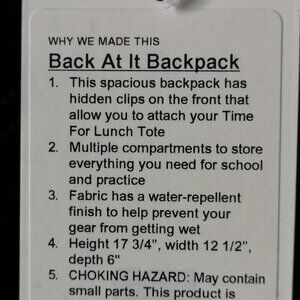 WHY WE MADE THIS
Back At It Backpack
1. This spacious backpack has
hidden clips on the front that
allow you to attach your Time
For Lunch Tote
2. Multiple compartments to store
everything you need for school
and practice
3. Fabric has a water-repellent
finish to help prevent your
gear from getting wet
4. Height 17 3/4", width 12 1/2",
depth 6"
5. CHOKING HAZARD: May contain
small parts. This product is